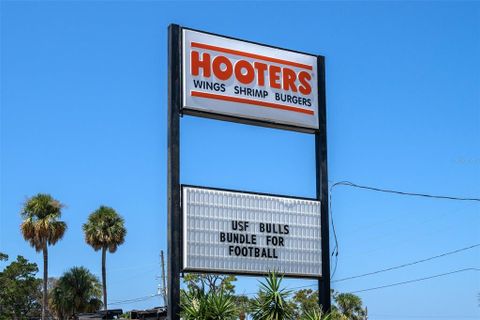 HOOTERS
WINGS SHRIMP BURGERS
USF BULLS
BUNDLE FOR
FOOTBALL